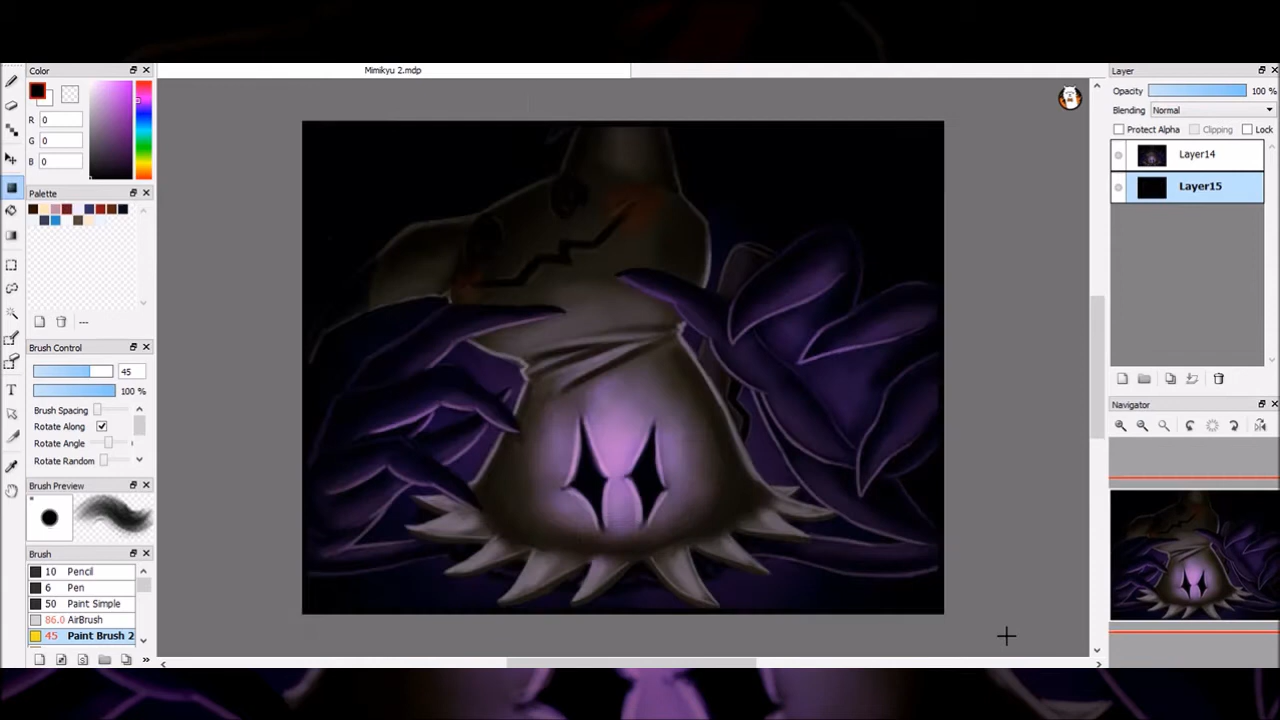 Color
Mimikyu 2.mdp
Layer
R 0
G 0
B 0
Opacity 100 %
Blending Normal
Protect Alpha Clipping Lock
Layer14
Layer15
Palette
---
Brush Control
45
100 %
Brush Spacing
Rotate Along
Rotate Angle
Rotate Random
Navigator
Brush Preview
Brush
10 Pencil
6 Pen
50 Paint Simple
86.0 AirBrush
45 Paint Brush 2